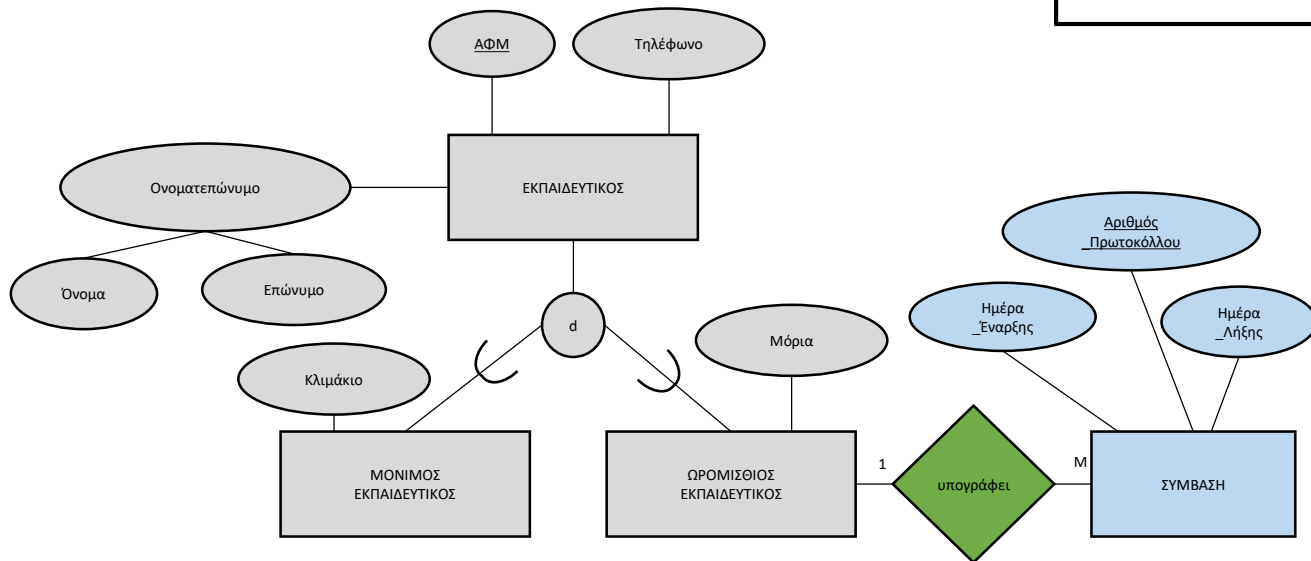 ΑΦΜ
Τηλέφωνο
Ονοματεπώνυμο
ΕΚΠΑΙΔΕΥΤΙΚΟΣ
Αριθμός
_Πρωτοκόλλου
Όνομα
Επώνυμο
Ημέρα
_Έναρξης
Ημέρα
_Λήξης
d
Μόρια
Κλιμάκιο
ΜΟΝΙΜΟΣ
ΕΚΠΑΙΔΕΥΤΙΚΟΣ
ΩΡΟΜΙΣΘΙΟΣ
ΕΚΠΑΙΔΕΥΤΙΚΟΣ
1
υπογράφει
Μ
ΣΥΜΒΑΣΗ